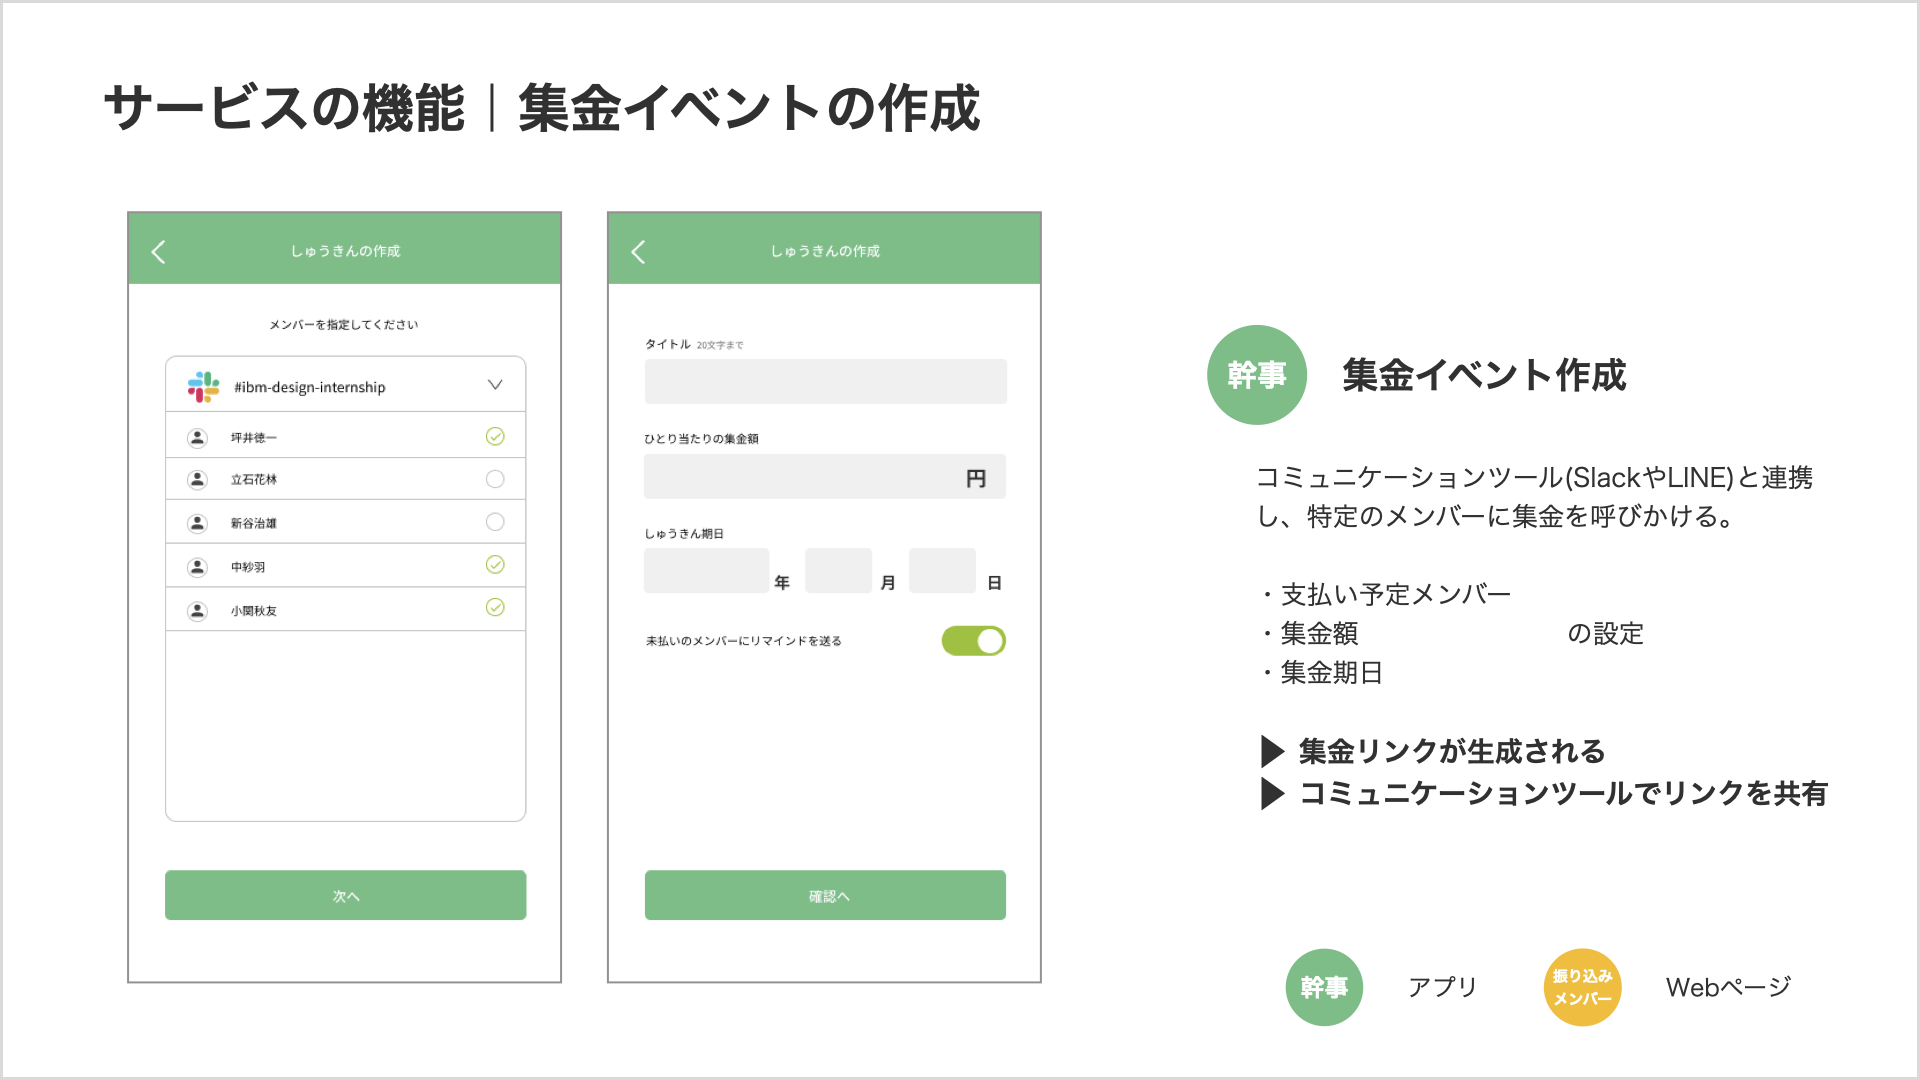 サービスの機能｜集金イベントの作成
しゅうきんの作成
メンバーを指定してください
#ibm-design-internship
坪井徳一
立石花林
新谷治雄
中紗羽
小関秋友
次へ
しゅうきんの作成
タイトル 20文字まで
ひとり当たりの集金額
円
しゅうきん期日
年 月 日
未払いのメンバーにリマインドを送る
確認へ
幹事 集金イベント作成
コミュニケーションツール(SlackやLINE)と連携
し、特定のメンバーに集金を呼びかける。
・支払い予定メンバー
・集金額 の設定
・集金期日
▶ 集金リンクが生成される
▶ コミュニケーションツールでリンクを共有
幹事 アプリ
振り込み
メンバー
Webページ